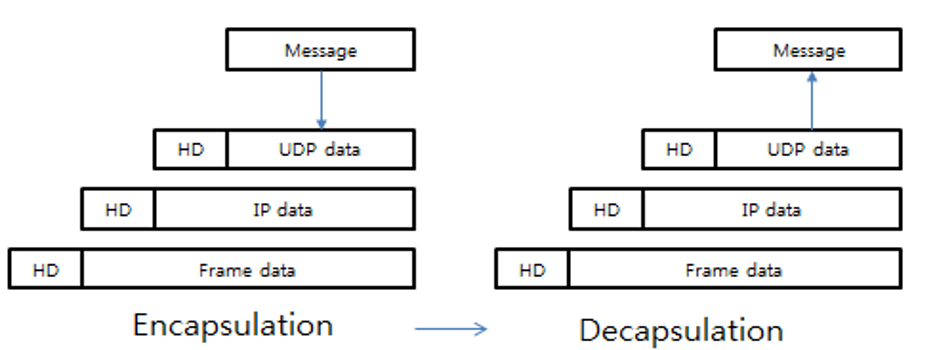 Message Message
HD UDP data HD UDP data
HD IP data HD IP data
HD Frame data HD Frame data
Encapsulation Decapsulation